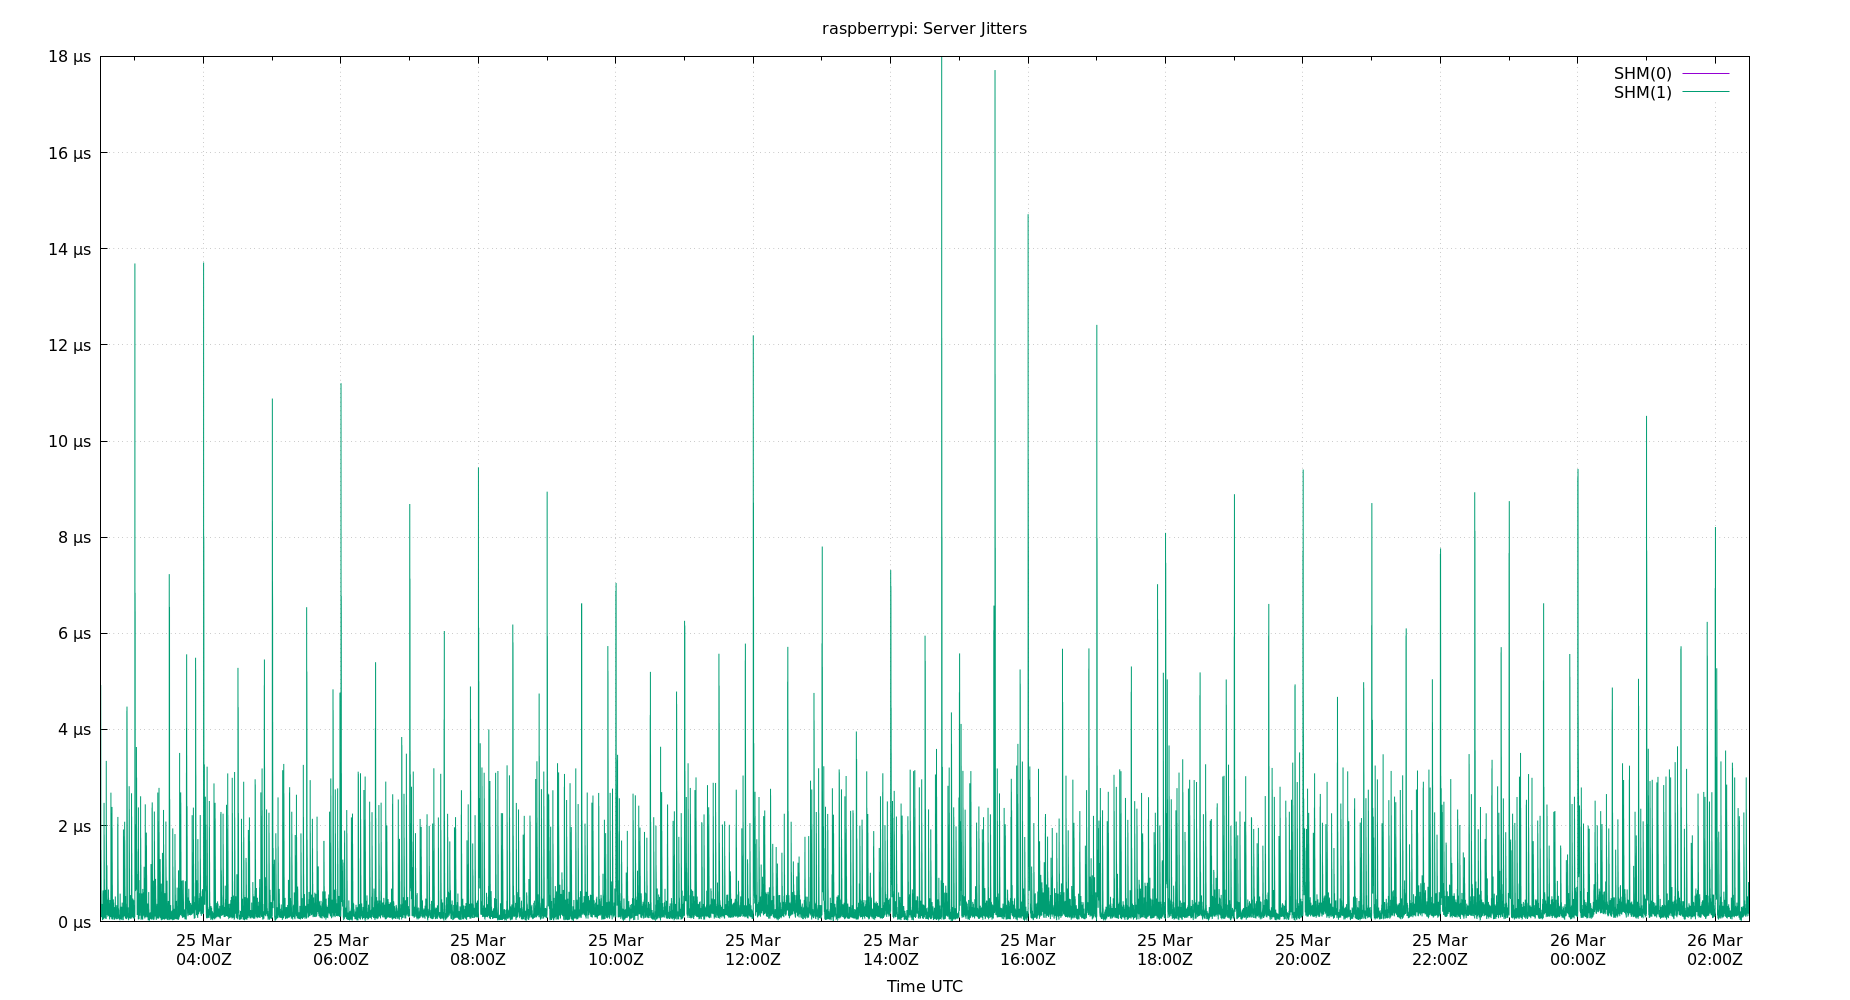 raspberrypi: Server Jitters
18 µs
16 µs
14 µs
12 µs
10 µs
8 µs
6 µs
4 µs
2 µs
0 µs
SHM(0)
SHM(1)
25 Mar 25 Mar 25 Mar 25 Mar 25 Mar 25 Mar 25 Mar 25 Mar 25 Mar 25 Mar 26 Mar 26 Mar
04:00Z 06:00Z 08:00Z 10:00Z 12:00Z 14:00Z 16:00Z 18:00Z 20:00Z 22:00Z 00:00Z 02:00Z
Time UTC